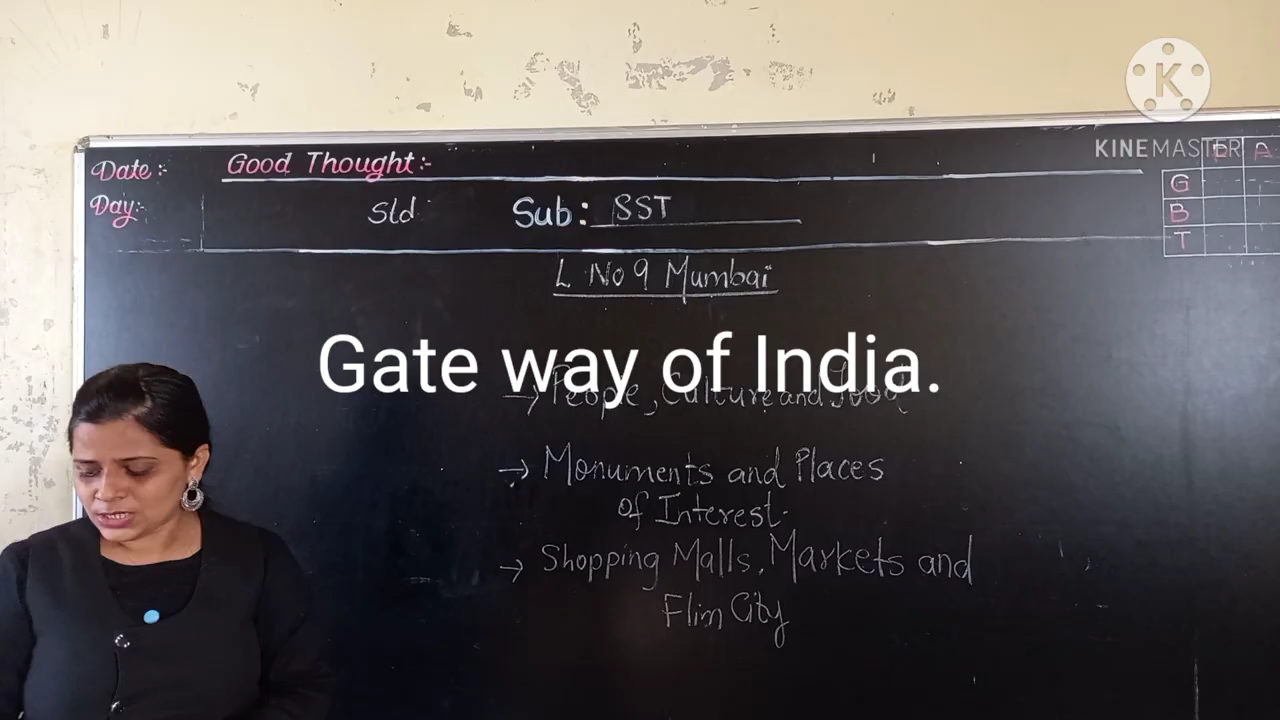 KINEMASTER
Date:-
Good Thought:-
Day:-
Std
Sub: SST
G
B
T
L No 9 Mumbai
Gate way of India.
→ People, Culture and Food
→ Monuments and Places
of Interest.
→ Shopping Malls, Markets and
Flim City